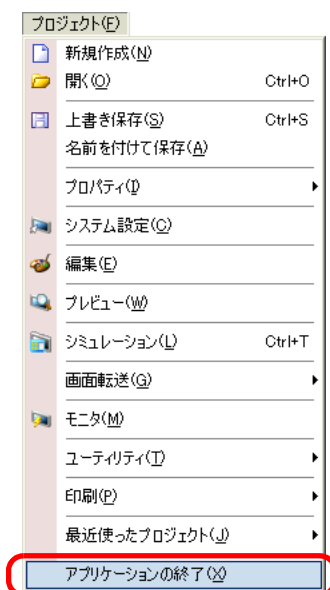 プロジェクト(F)
新規作成(N)
開く(O) Ctrl+O
上書き保存(S) Ctrl+S
名前を付けて保存(A)
プロパティ(I)
システム設定(C)
編集(E)
プレビュー(W)
シミュレーション(L) Ctrl+T
画面転送(G)
モニタ(M)
ユーティリティ(T)
印刷(P)
最近使ったプロジェクト(J)
アプリケーションの終了(X)